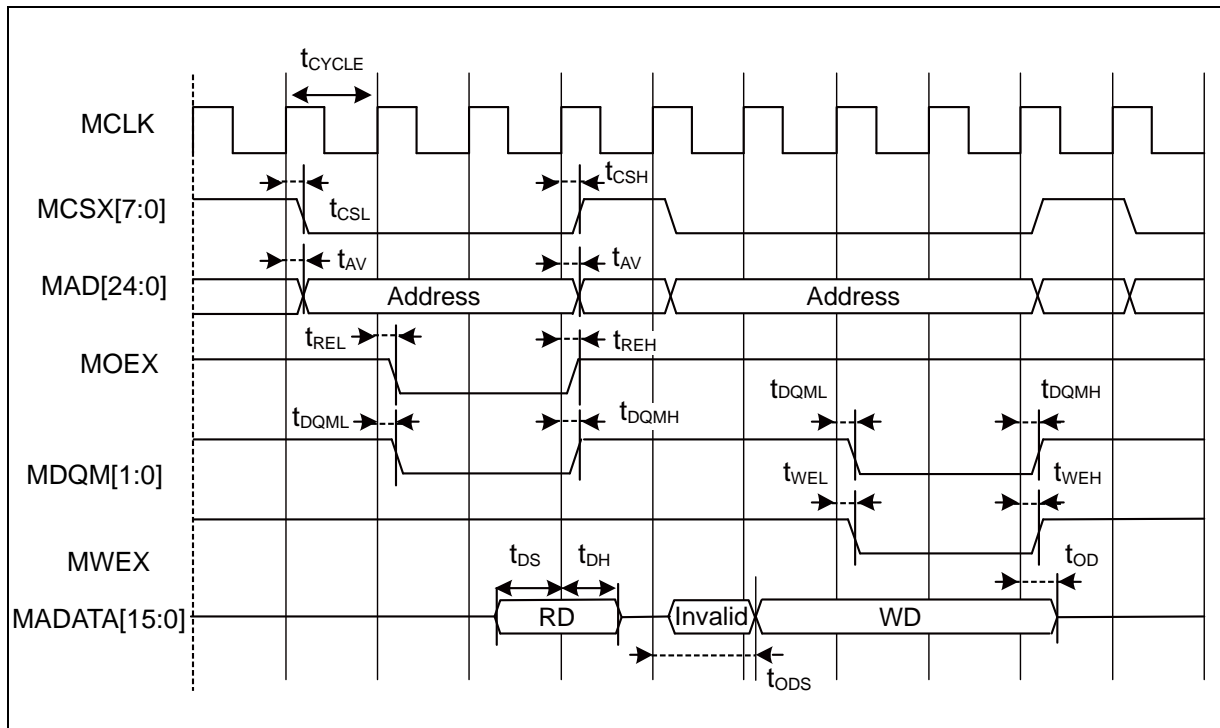 tCYCLE
MCLK
tCSH
MCSX[7:0]
tCSL
tAV tAV
MAD[24:0]
Address Address
tREL tREH
MOEX
tDQML tDQMH
tDQML tDQMH
MDQM[1:0]
tWEL tWEH
MWEX
tDS tDH tOD
MADATA[15:0]
RD Invalid WD
tODS